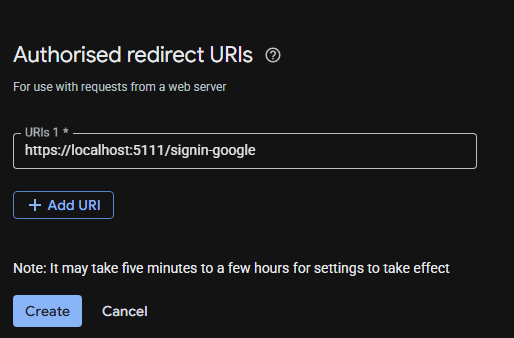 Authorised redirect URIs
For use with requests from a web server
URIs 1 *
https://localhost:5111/signin-google
+ Add URI
Note: It may take five minutes to a few hours for settings to take effect
Create Cancel